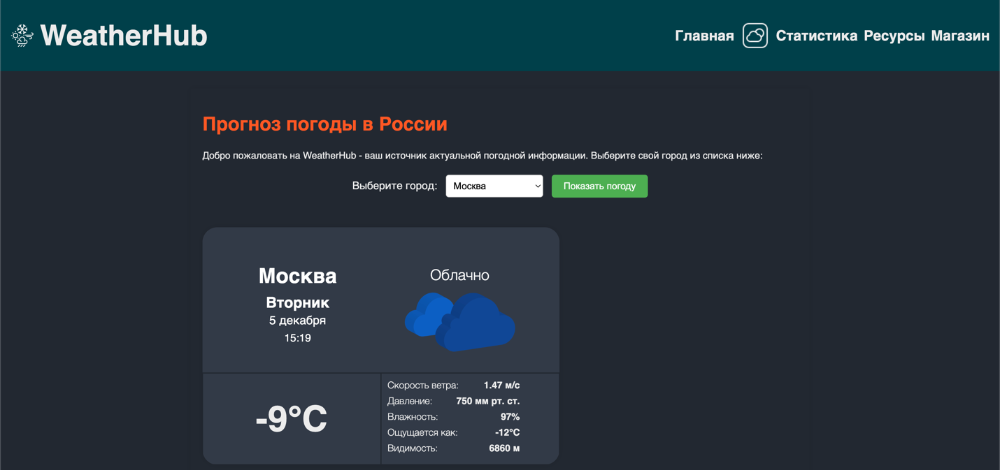 WeatherHub
Главная Статистика Ресурсы Магазин
Прогноз погоды в России
Добро пожаловать на WeatherHub - ваш источник актуальной погодной информации. Выберите свой город из списка ниже:
Выберите город: Москва Показать погоду
Москва
Вторник
5 декабря
15:19
Облачно
-9°C
Скорость ветра: 1.47 м/с
Давление: 750 мм рт. ст.
Влажность: 97%
Ощущается как: -12°C
Видимость: 6860 м